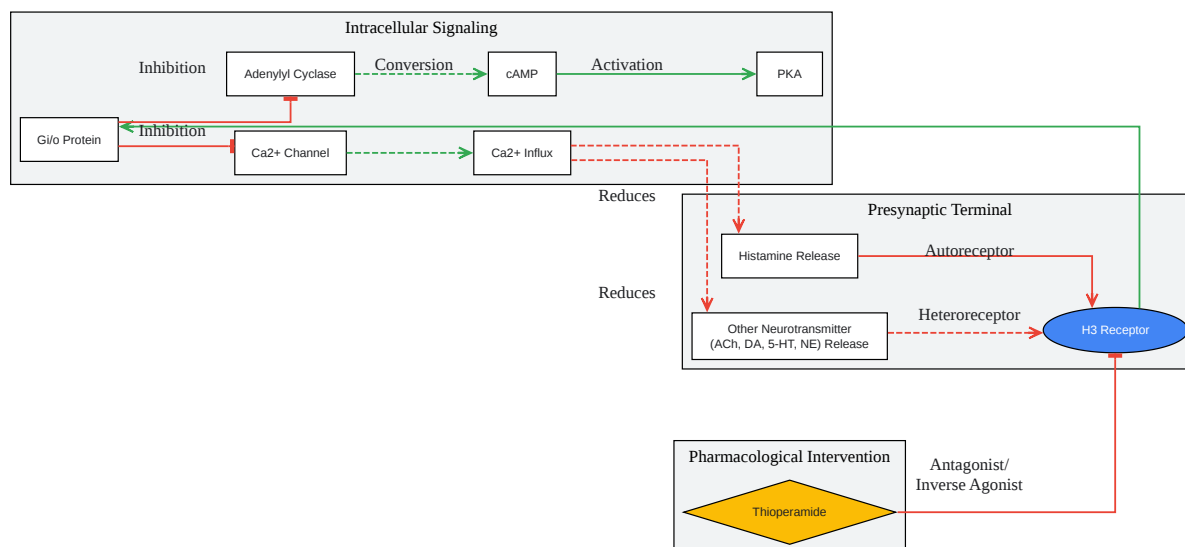 Intracellular Signaling
Inhibition
Adenylyl Cyclase
Conversion
cAMP
Activation
PKA
Gi/o Protein
Inhibition
Ca2+ Channel
Ca2+ Influx
Reduces
Presynaptic Terminal
Histamine Release
Autoreceptor
Reduces
Other Neurotransmitter
(ACh, DA, 5-HT, NE) Release
Heteroreceptor
H3 Receptor
Pharmacological Intervention
Antagonist/
Inverse Agonist
Thioperamide